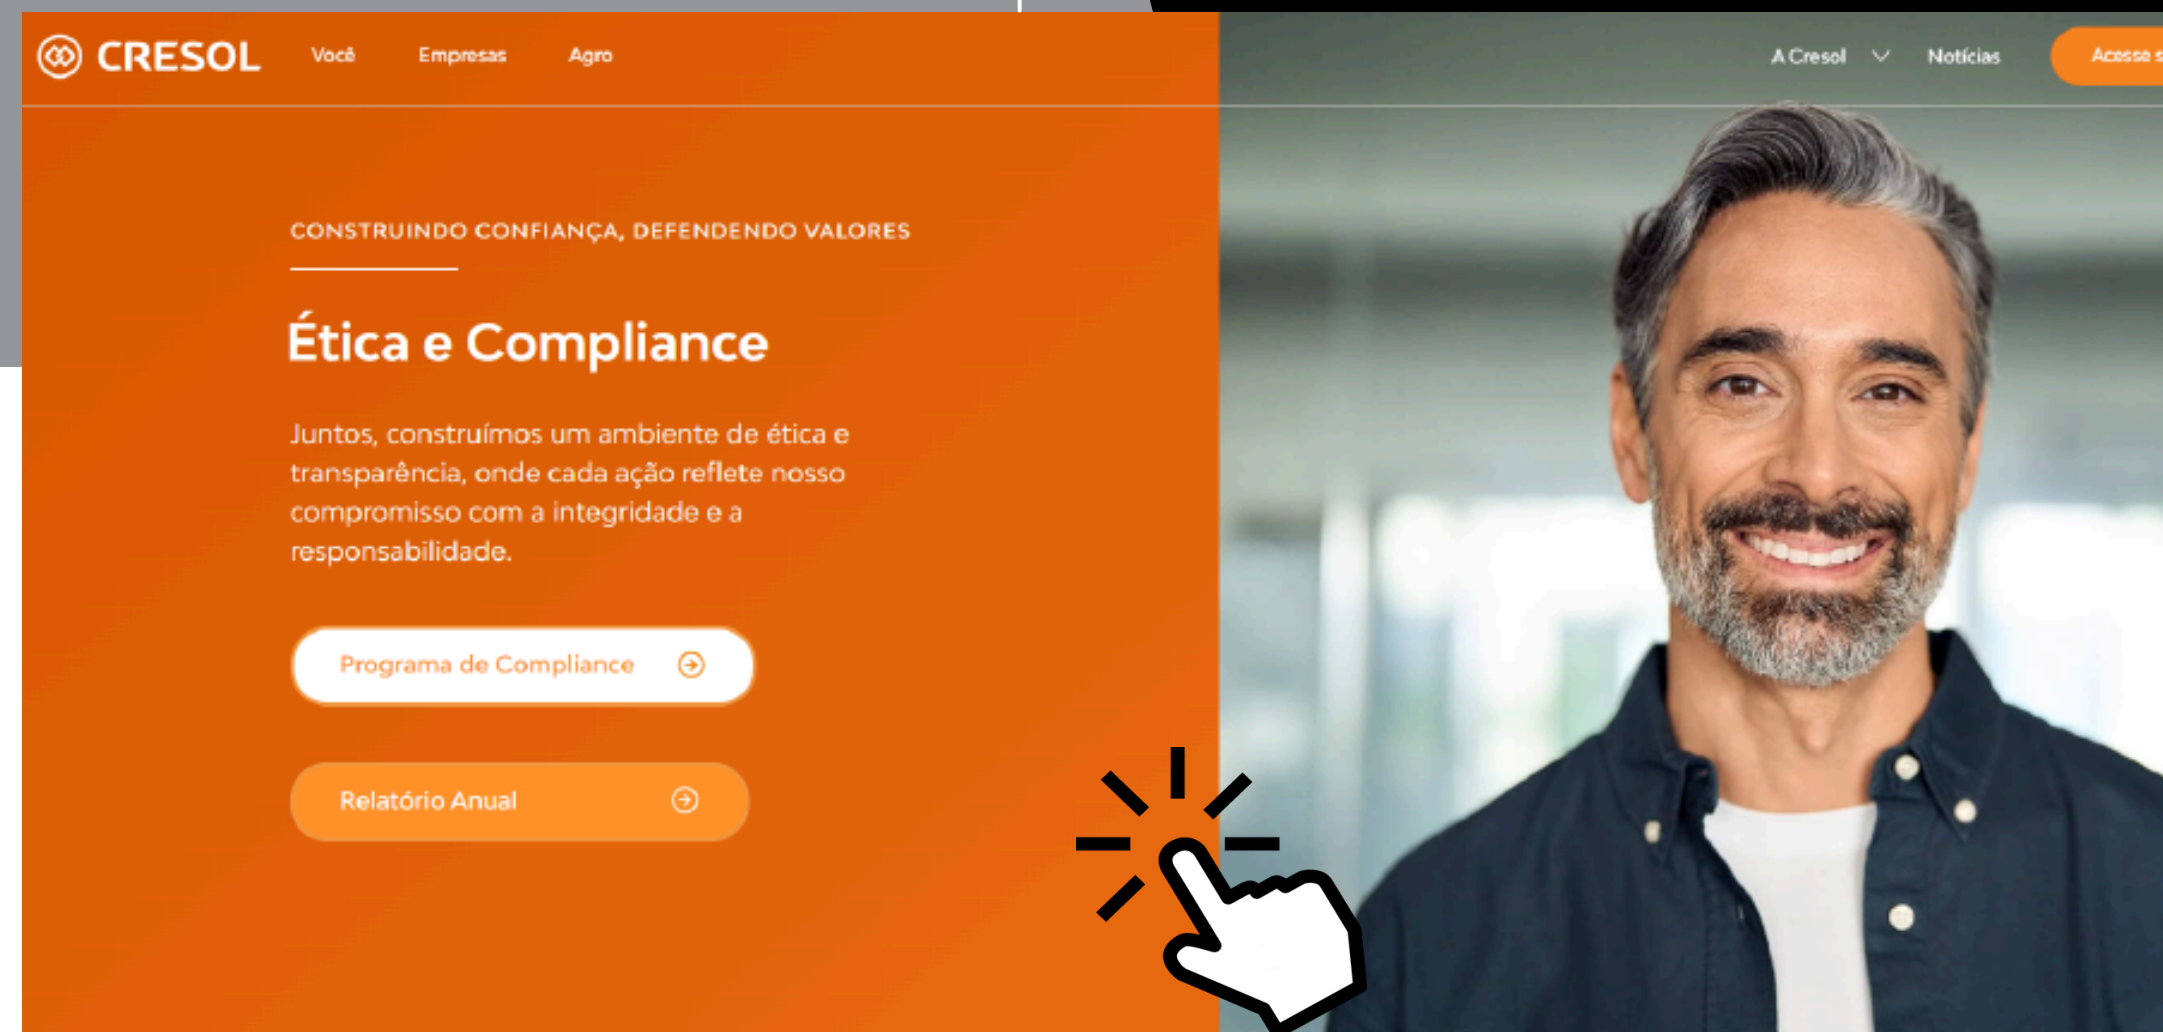 CRESOL Você Empresas Agro A Cresol Notícias Acesse
CONSTRUINDO CONFIANÇA, DEFENDENDO VALORES
Ética e Compliance
Juntos, construímos um ambiente de ética e
transparência, onde cada ação reflete nosso
compromisso com a integridade e a
responsabilidade.
Programa de Compliance
Relatório Anual